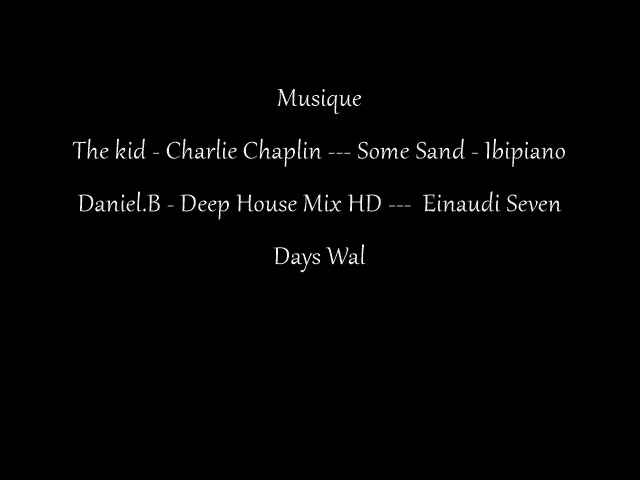 Musique
The kid - Charlie Chaplin --- Some Sand - Ibipiano
Daniel.B - Deep House Mix HD ---  Einaudi Seven
Days Wal